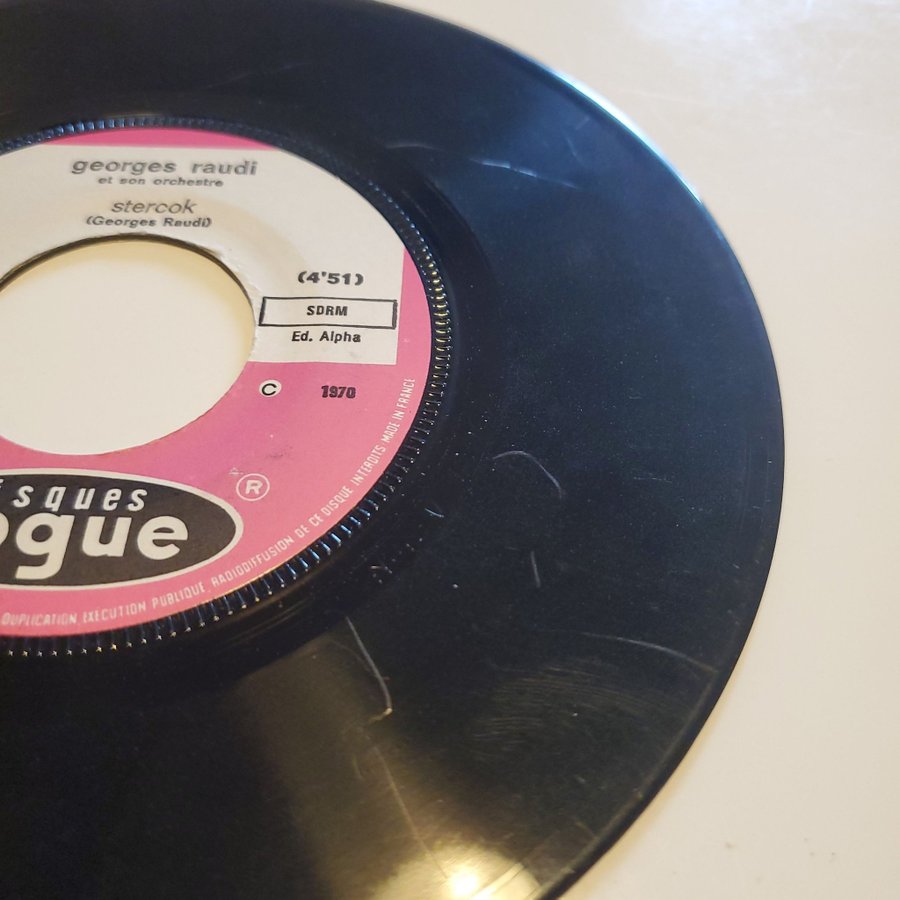 georges raudi
et son orchestre
stercok
(Georges Raudi)
(4'51)
SDRM
Ed. Alpha
C 1970
R
isques
ogue
DUPLICATION, EXECUTION PUBLIQUE, RADIODIFFUSION DE CE DISQUE INTERDITS MADE IN FRANCE